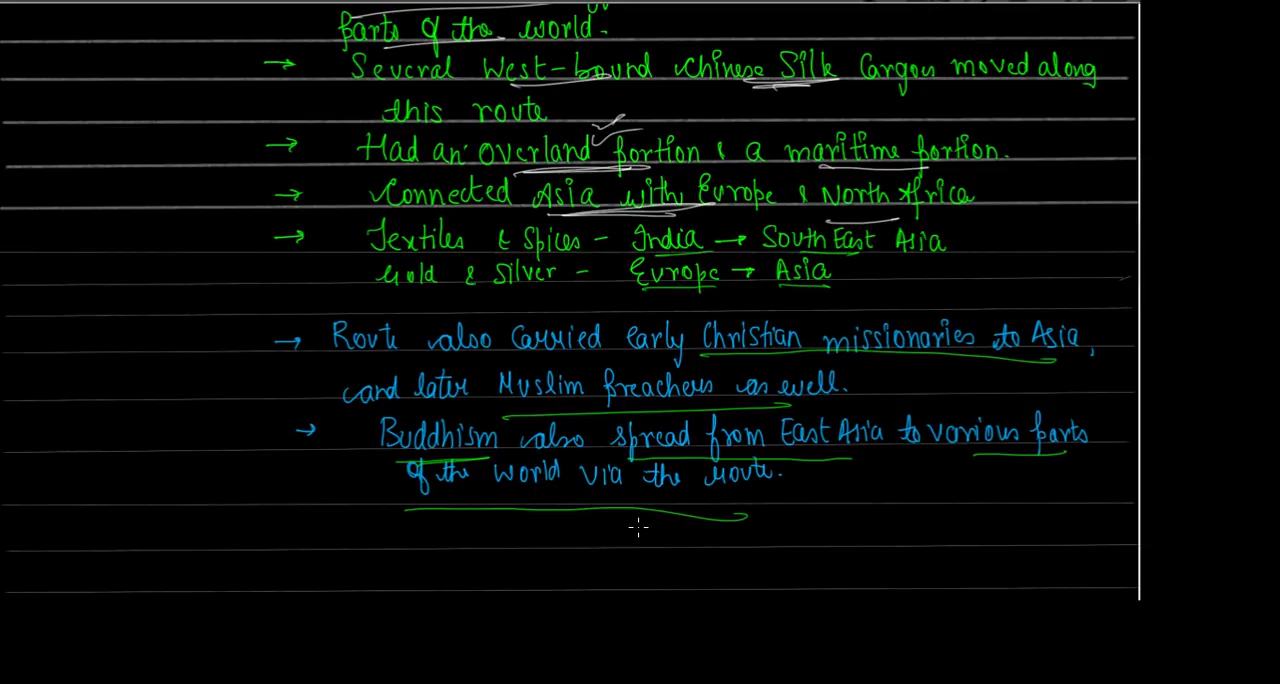 parts of the world.
→ Several West-bound Chinese Silk Cargoes moved along
this route
→ Had an overland portion & a maritime portion.
→ Connected Asia with Europe & North Africa
→ Textiles & Spices - India → South East Asia
Gold & Silver - Europe → Asia
→ Route also carried early Christian missionaries to Asia,
and later Muslim preachers as well.
→ Buddhism also spread from East Asia to various parts
of the world via the route.